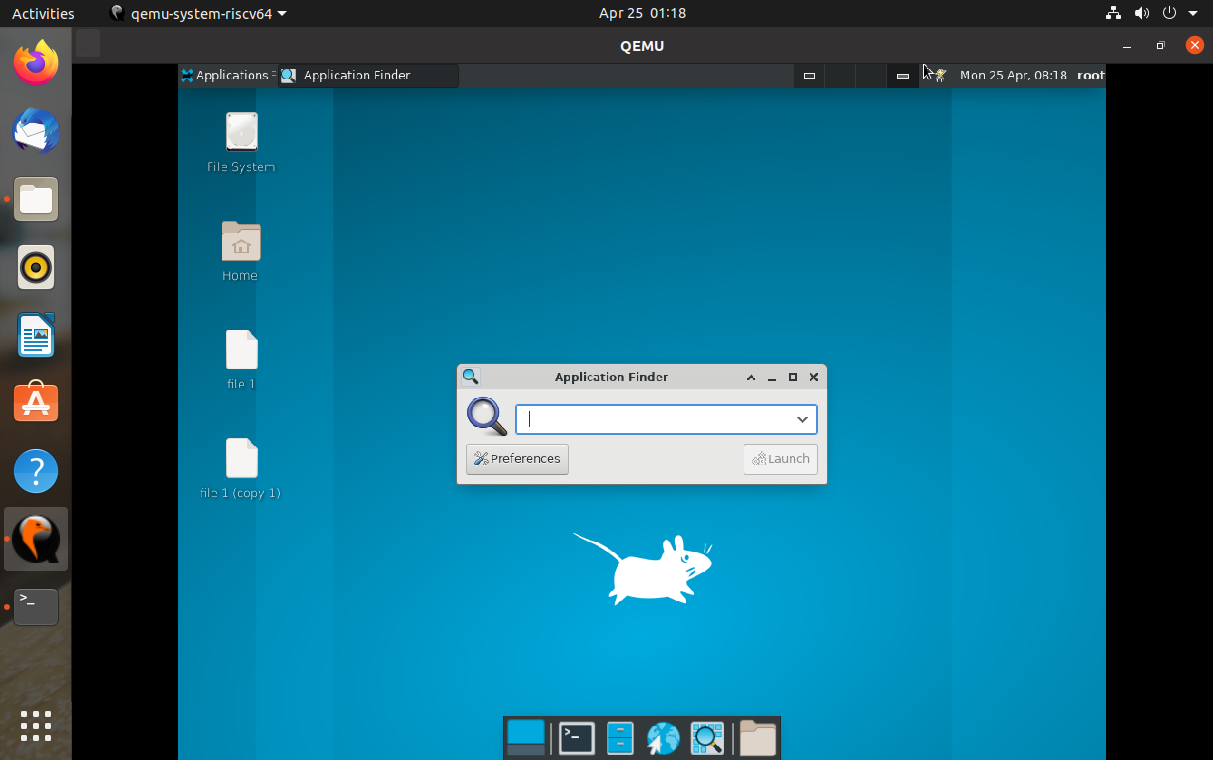 Activities qemu-system-riscv64 Apr 25 01:18
QEMU
Applications Application Finder Mon 25 Apr, 08:18 root
File System
Home
file 1
file 1 (copy 1)
Application Finder
Preferences Launch